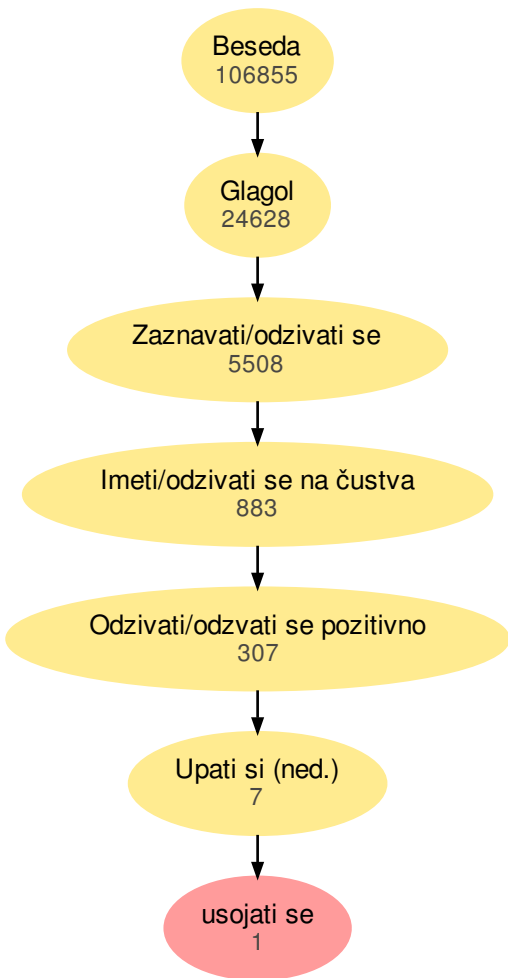 Beseda
106855
Glagol
24628
Zaznavati/odzivati se
5508
Imeti/odzivati se na čustva
883
Odzivati/odzvati se pozitivno
307
Upati si (ned.)
7
usojati se
1